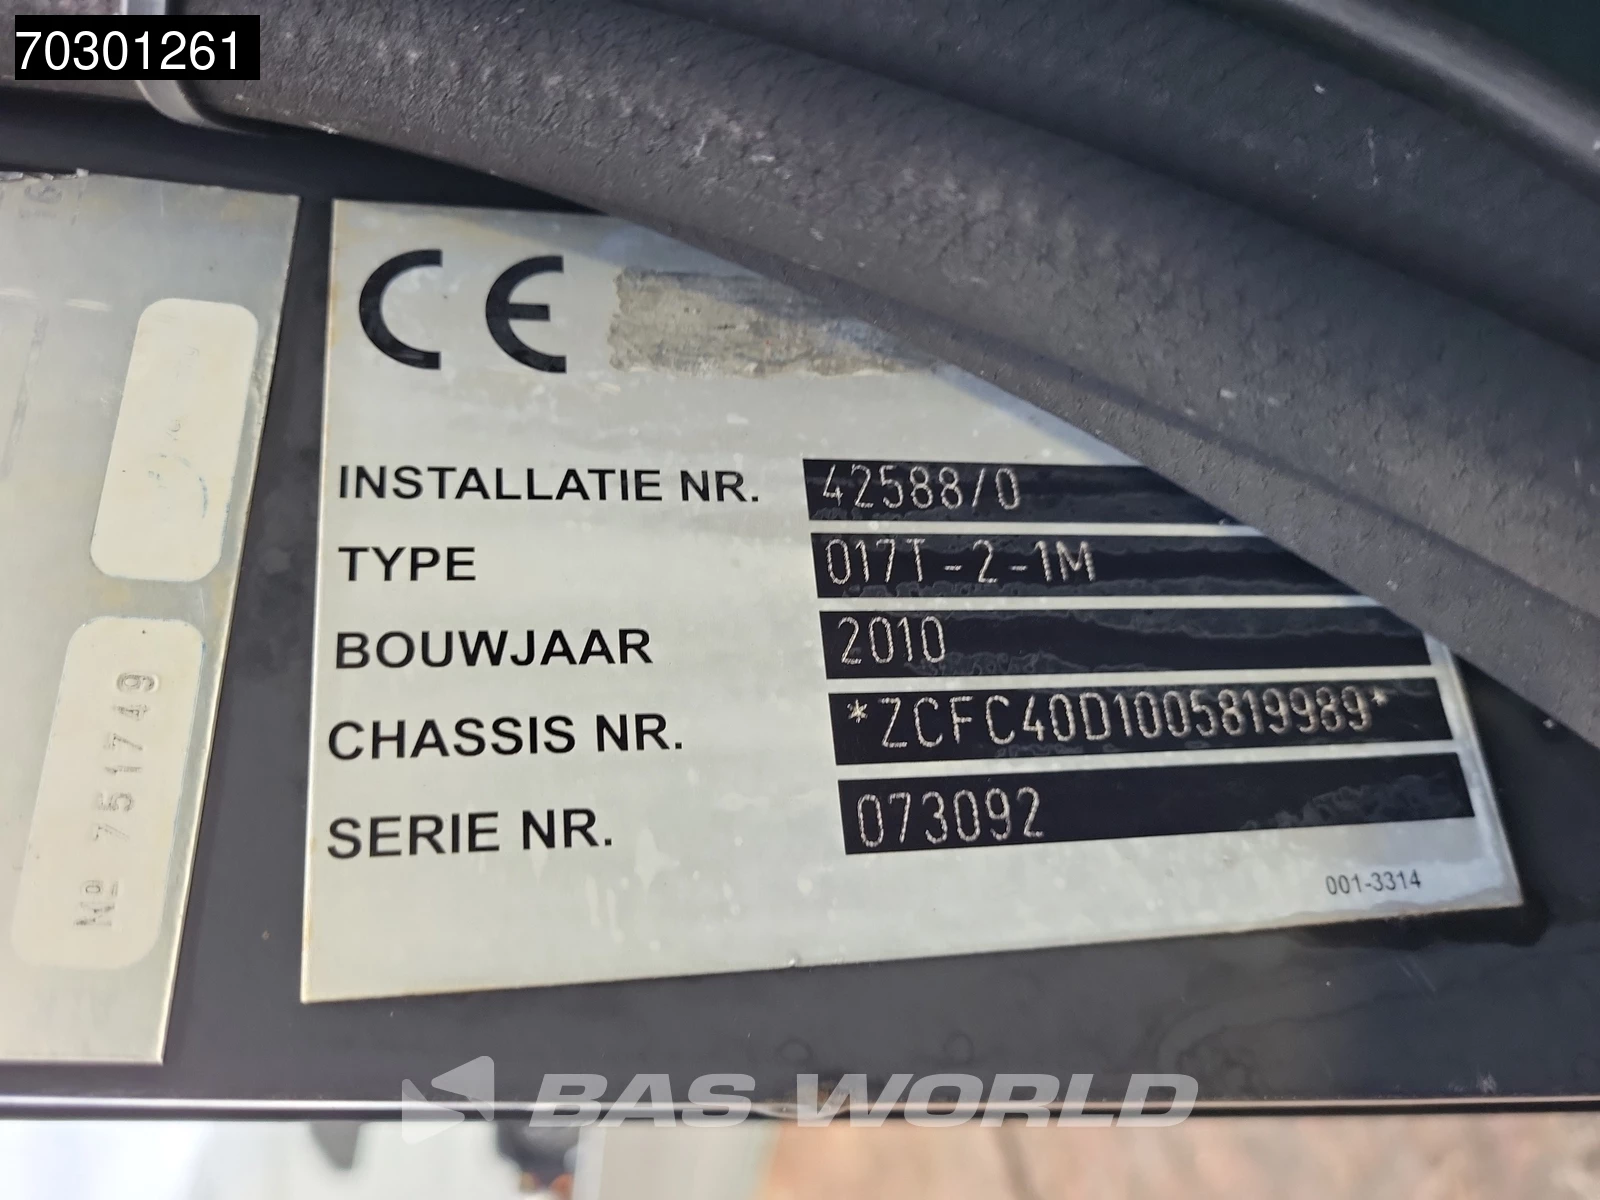 70301261
CE
INSTALLATIE NR. 42588/0
TYPE 017T-2-1M
BOUWJAAR 2010
CHASSIS NR. *ZCFC40D1005819989*
SERIE NR. 073092
001-3314
Nº 751749
BAS WORLD